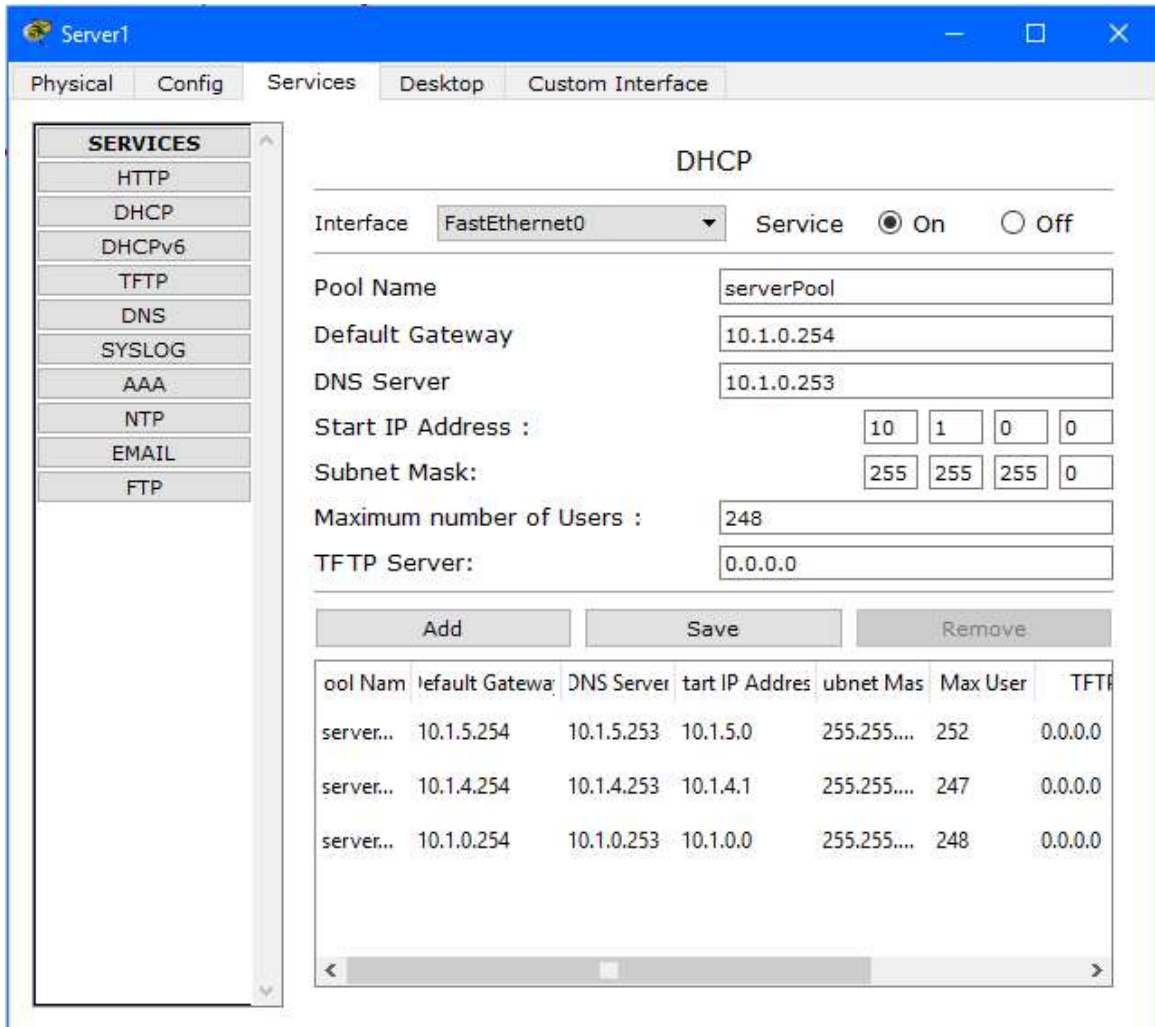 Server1
Physical Config Services Desktop Custom Interface
SERVICES
HTTP
DHCP
DHCPv6
TFTP
DNS
SYSLOG
AAA
NTP
EMAIL
FTP
DHCP
Interface FastEthernet0 Service On Off
Pool Name serverPool
Default Gateway 10.1.0.254
DNS Server 10.1.0.253
Start IP Address : 10 1 0 0
Subnet Mask: 255 255 255 0
Maximum number of Users : 248
TFTP Server: 0.0.0.0
Add Save Remove
ool Nam efault Gatewa DNS Server tart IP Addres ubnet Mas Max User TFTP
server... 10.1.5.254 10.1.5.253 10.1.5.0 255.255.... 252 0.0.0.0
server... 10.1.4.254 10.1.4.253 10.1.4.1 255.255.... 247 0.0.0.0
server... 10.1.0.254 10.1.0.253 10.1.0.0 255.255.... 248 0.0.0.0